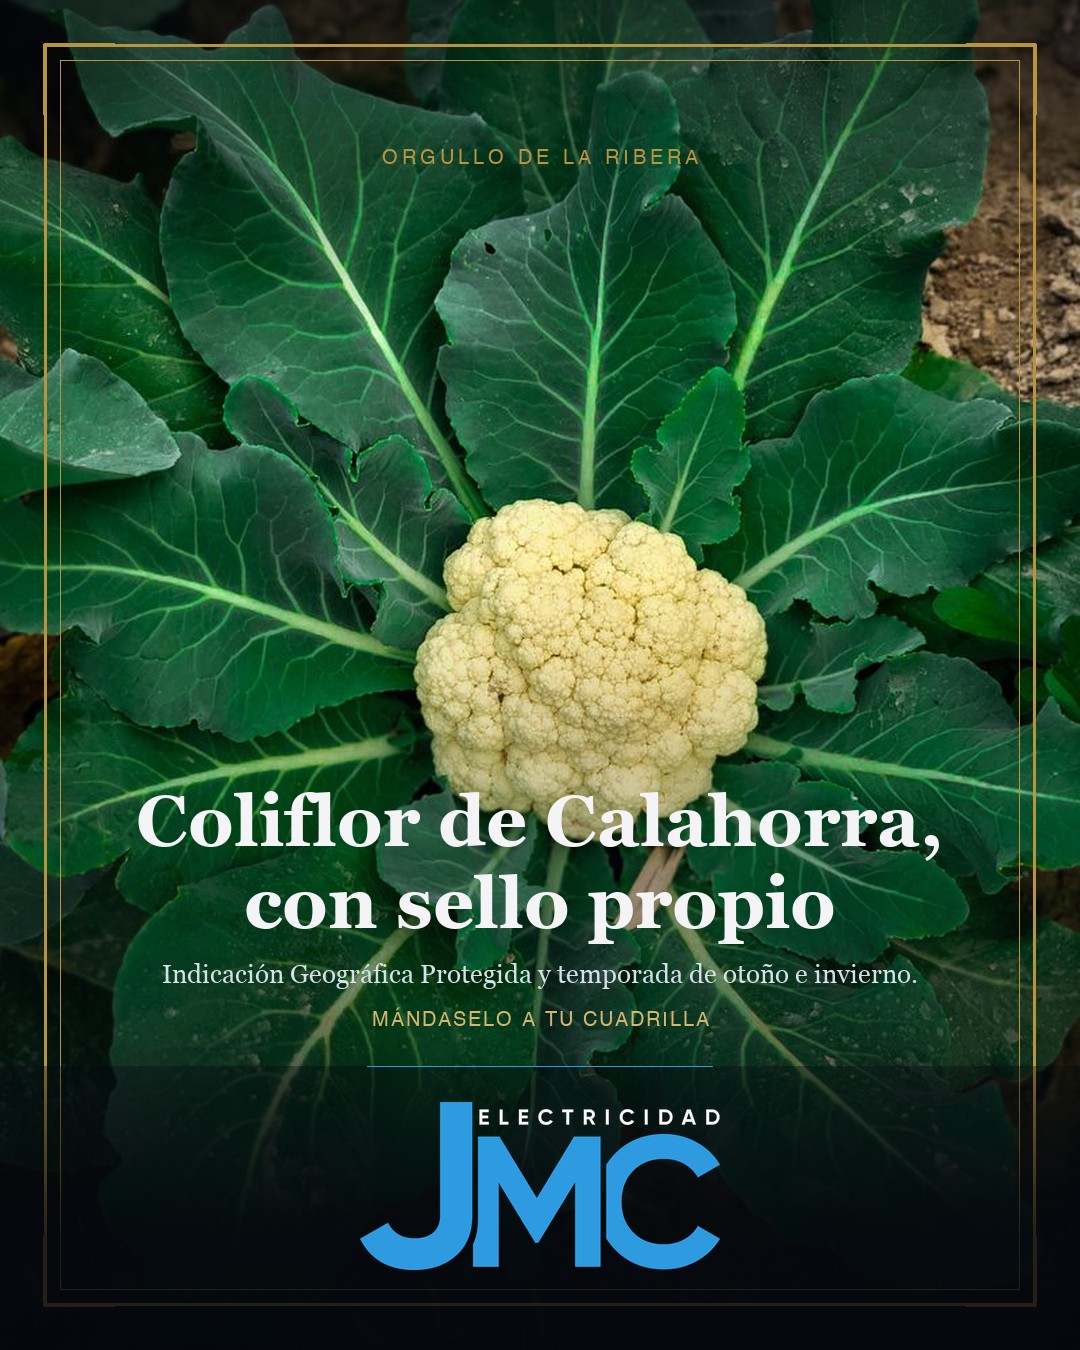 ORGULLO DE LA RIBERA
Coliflor de Calahorra,
con sello propio
Indicación Geográfica Protegida y temporada de otoño e invierno.
MÁNDASELO A TU CUADRILLA
ELECTRICIDAD
JMC